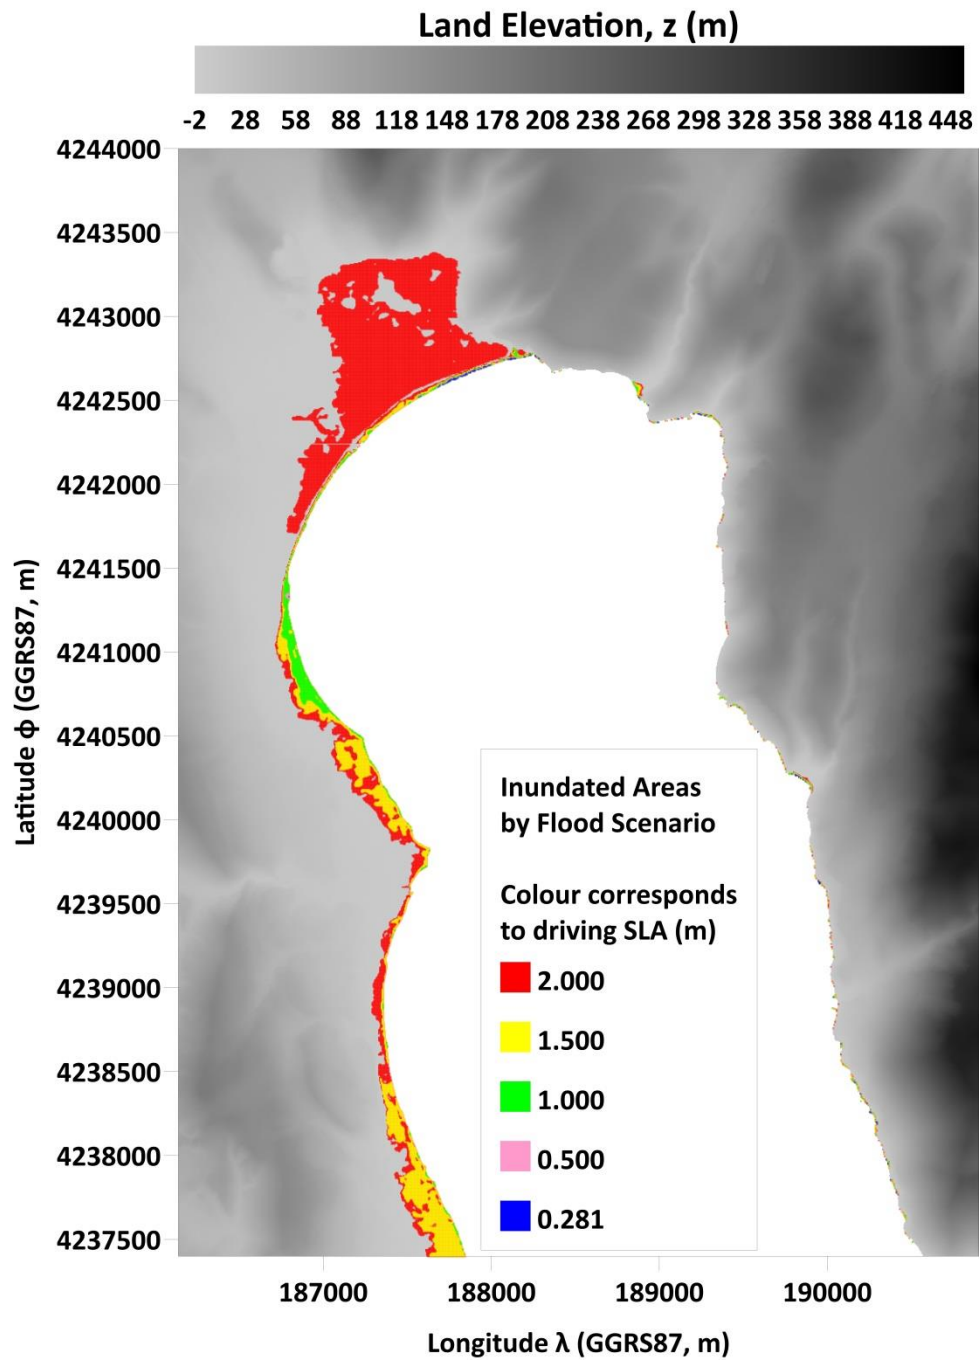 Land Elevation, z (m)
-2 28 58 88 118 148 178 208 238 268 298 328 358 388 418 448
4244000
4243500
4243000
4242500
4242000
4241500
4241000
4240500
4240000
4239500
4239000
4238500
4238000
4237500
Latitude ϕ (GGRS87, m)
Inundated Areas
by Flood Scenario
Colour corresponds
to driving SLA (m)
2.000
1.500
1.000
0.500
0.281
187000 188000 189000 190000
Longitude λ (GGRS87, m)